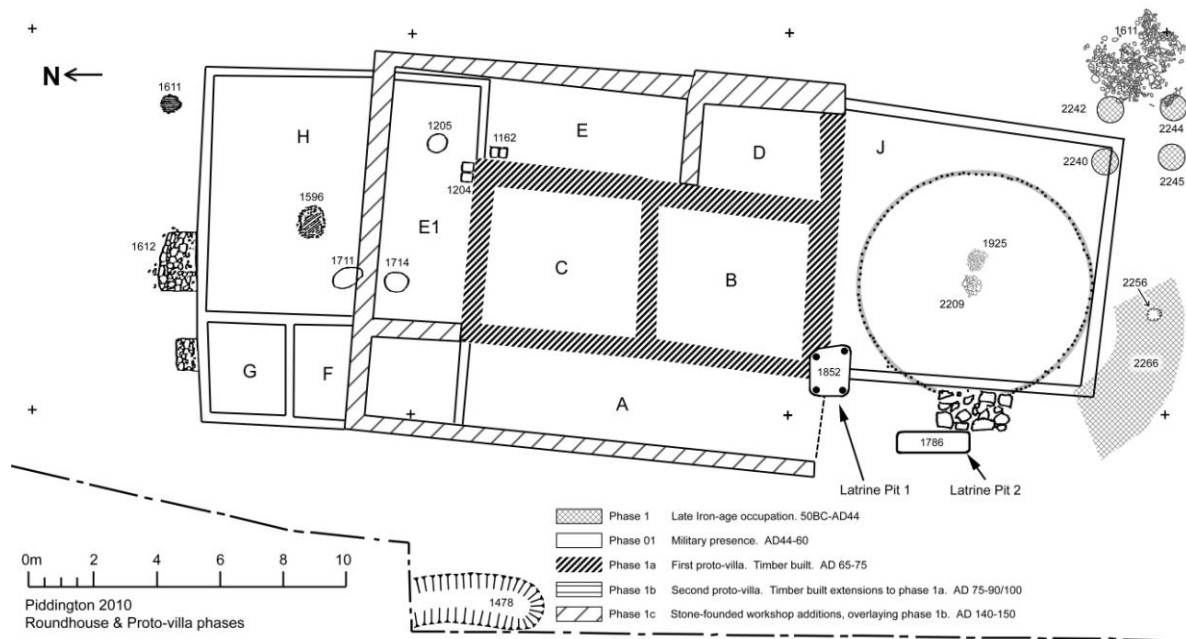 1611
N
1611
2242
2244
H
1205
E
1162
D
J
2240
2245
1204
1596
E1
1612
C
B
1925
1711
1714
2209
2256
2266
G
F
1852
A
1786
Latrine Pit 1
Latrine Pit 2
Phase 1 Late Iron-age occupation. 50BC-AD44
Phase 01 Military presence. AD44-60
Phase 1a First proto-villa. Timber built. AD 65-75
Phase 1b Second proto-villa. Timber built extensions to phase 1a. AD 75-90/100
Phase 1c Stone-founded workshop additions, overlaying phase 1b. AD 140-150
0m 2 4 6 8 10
Piddington 2010
Roundhouse & Proto-villa phases
1478